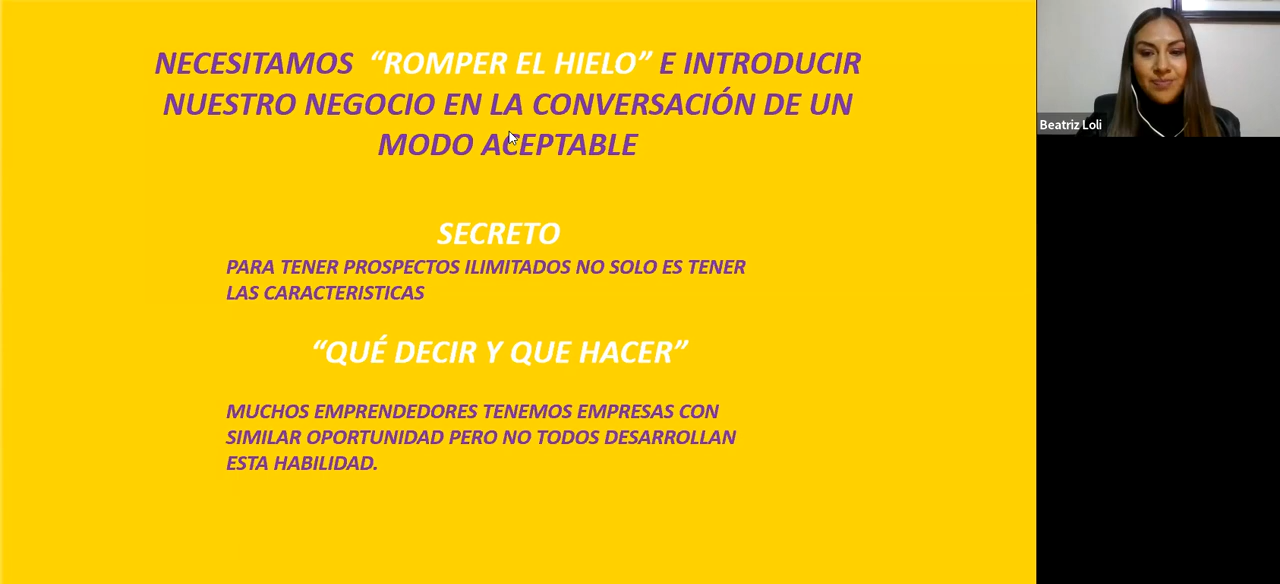 NECESITAMOS “ROMPER EL HIELO” E INTRODUCIR
NUESTRO NEGOCIO EN LA CONVERSACIÓN DE UN
MODO ACEPTABLE
SECRETO
PARA TENER PROSPECTOS ILIMITADOS NO SOLO ES TENER
LAS CARACTERISTICAS
“QUÉ DECIR Y QUE HACER”
MUCHOS EMPRENDEDORES TENEMOS EMPRESAS CON
SIMILAR OPORTUNIDAD PERO NO TODOS DESARROLLAN
ESTA HABILIDAD.
Beatriz Loli